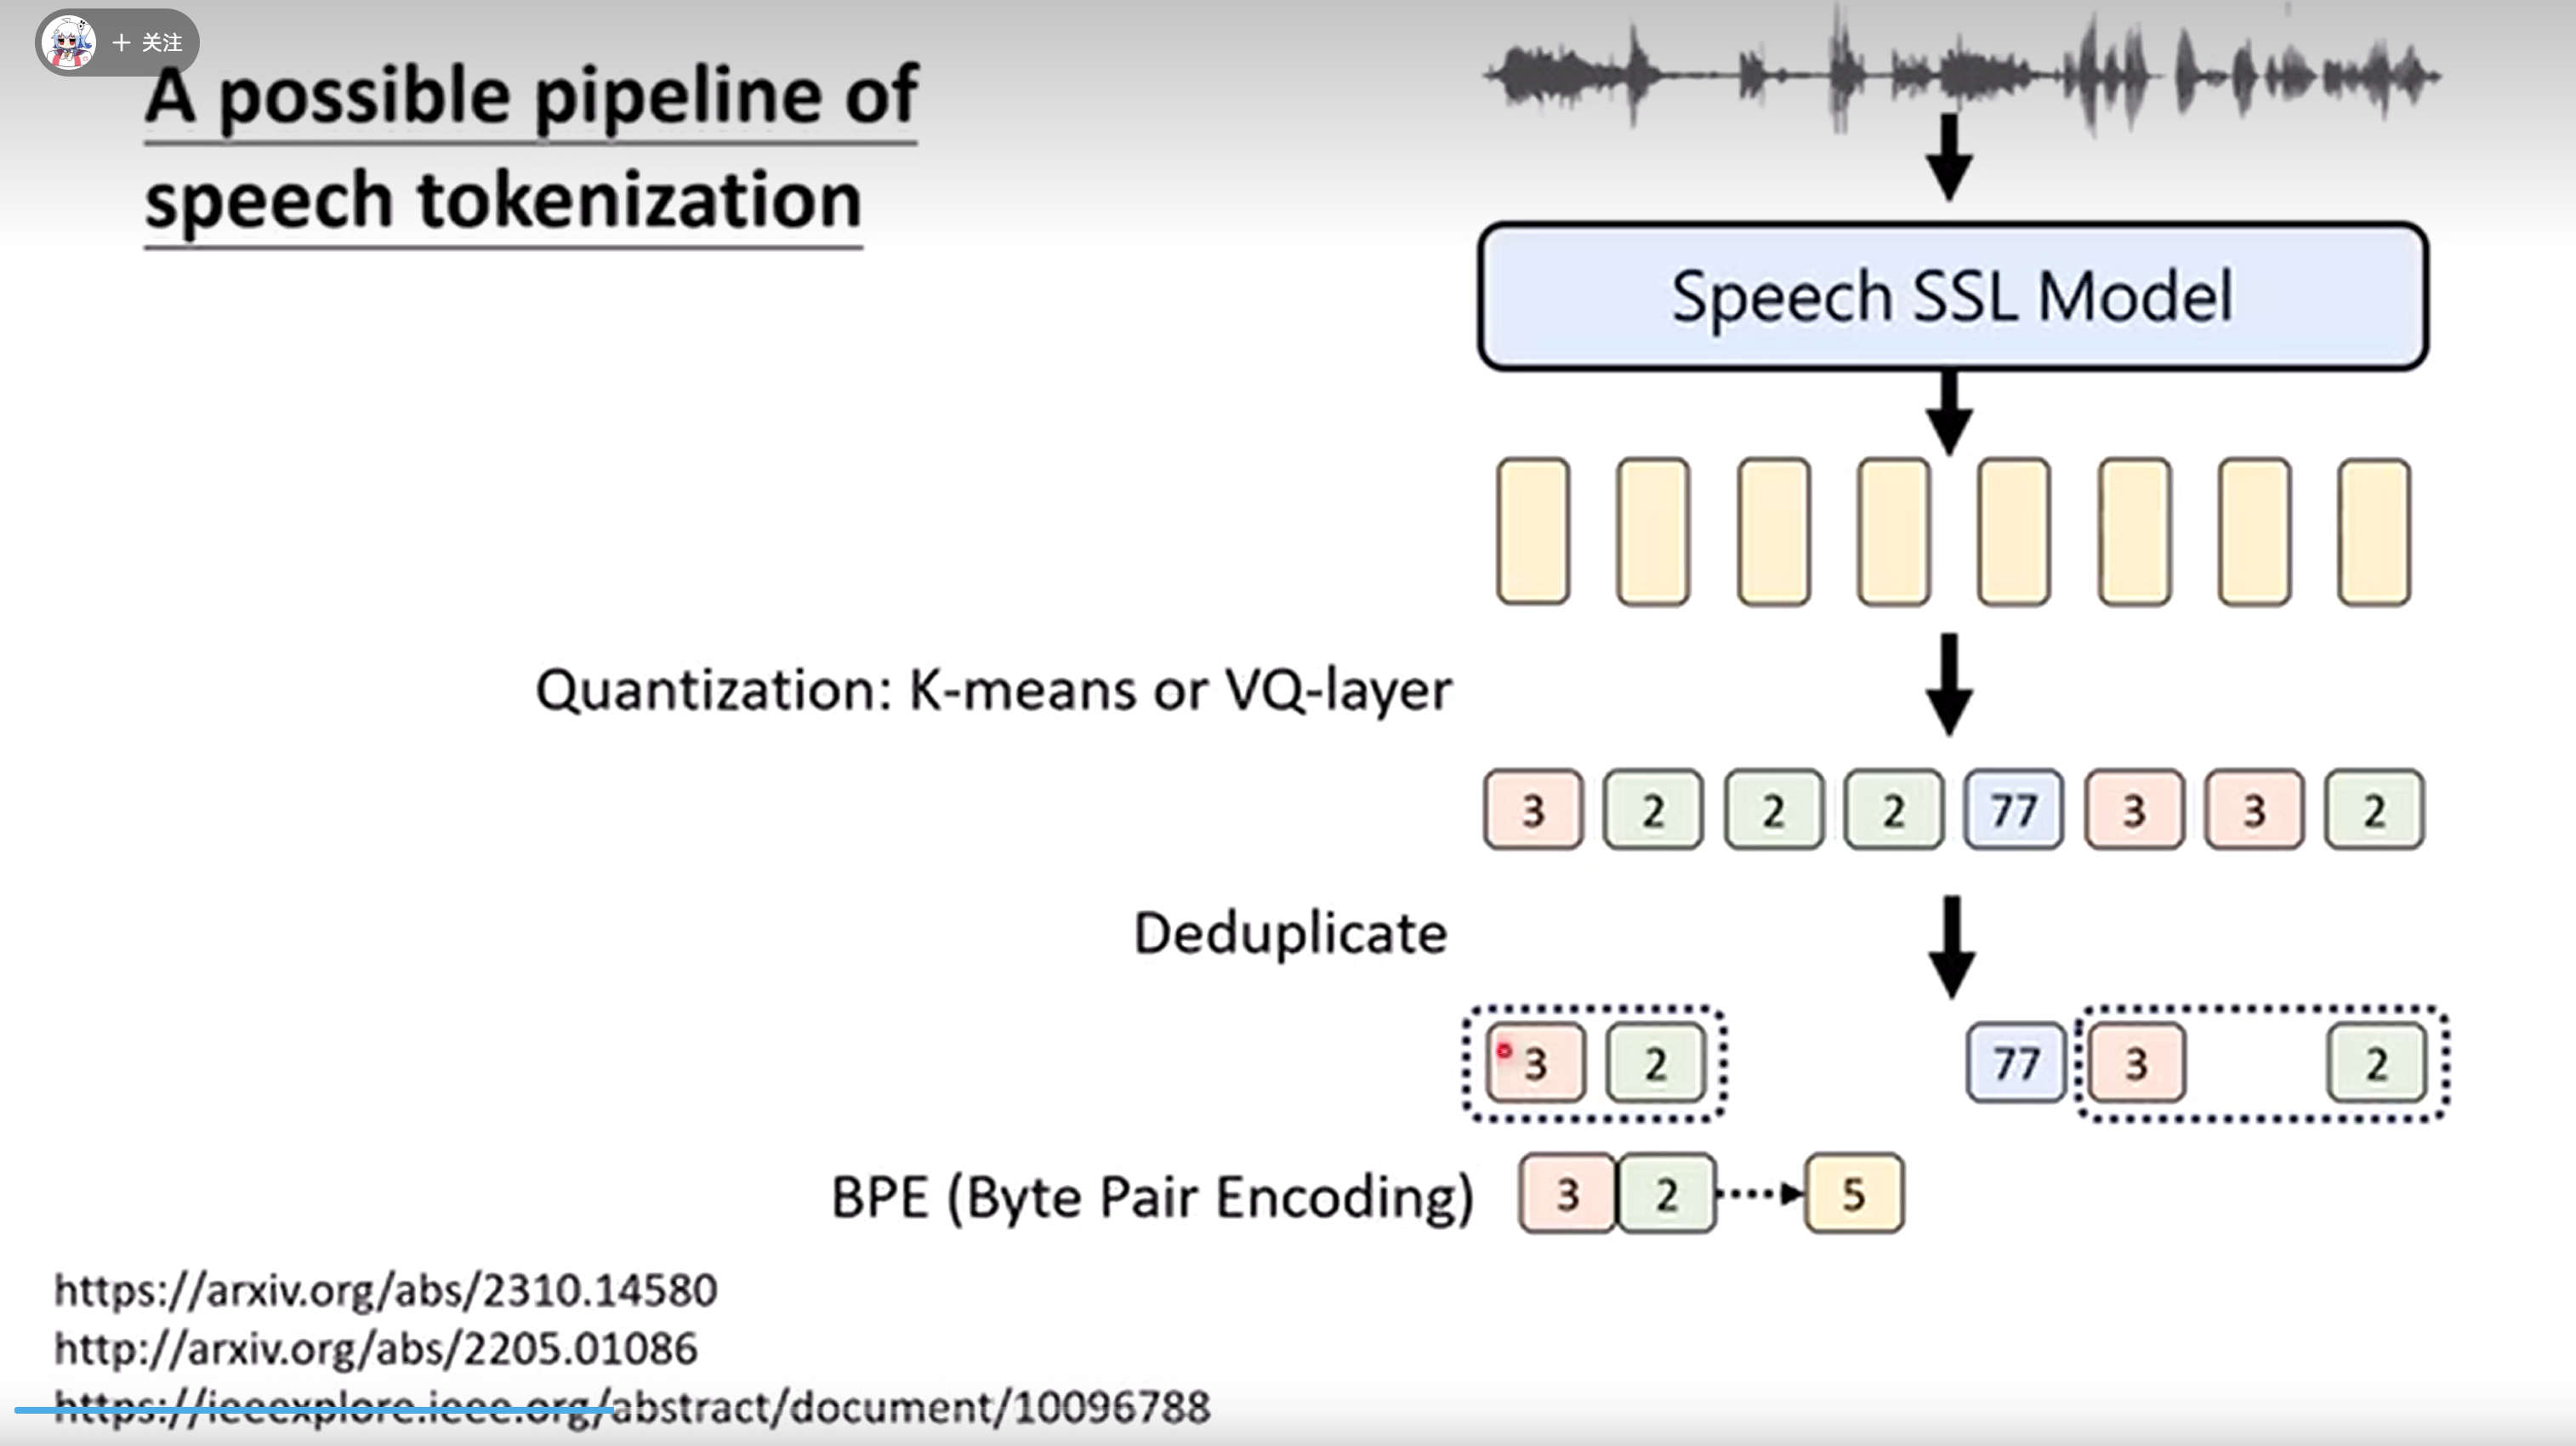 + 关注
A possible pipeline of
speech tokenization
Speech SSL Model
Quantization: K-means or VQ-layer
3 2 2 2 77 3 3 2
Deduplicate
3 2 77 3 2
BPE (Byte Pair Encoding) 3 2 5
https://arxiv.org/abs/2310.14580
http://arxiv.org/abs/2205.01086
https://ieeexplore.ieee.org/abstract/document/10096788